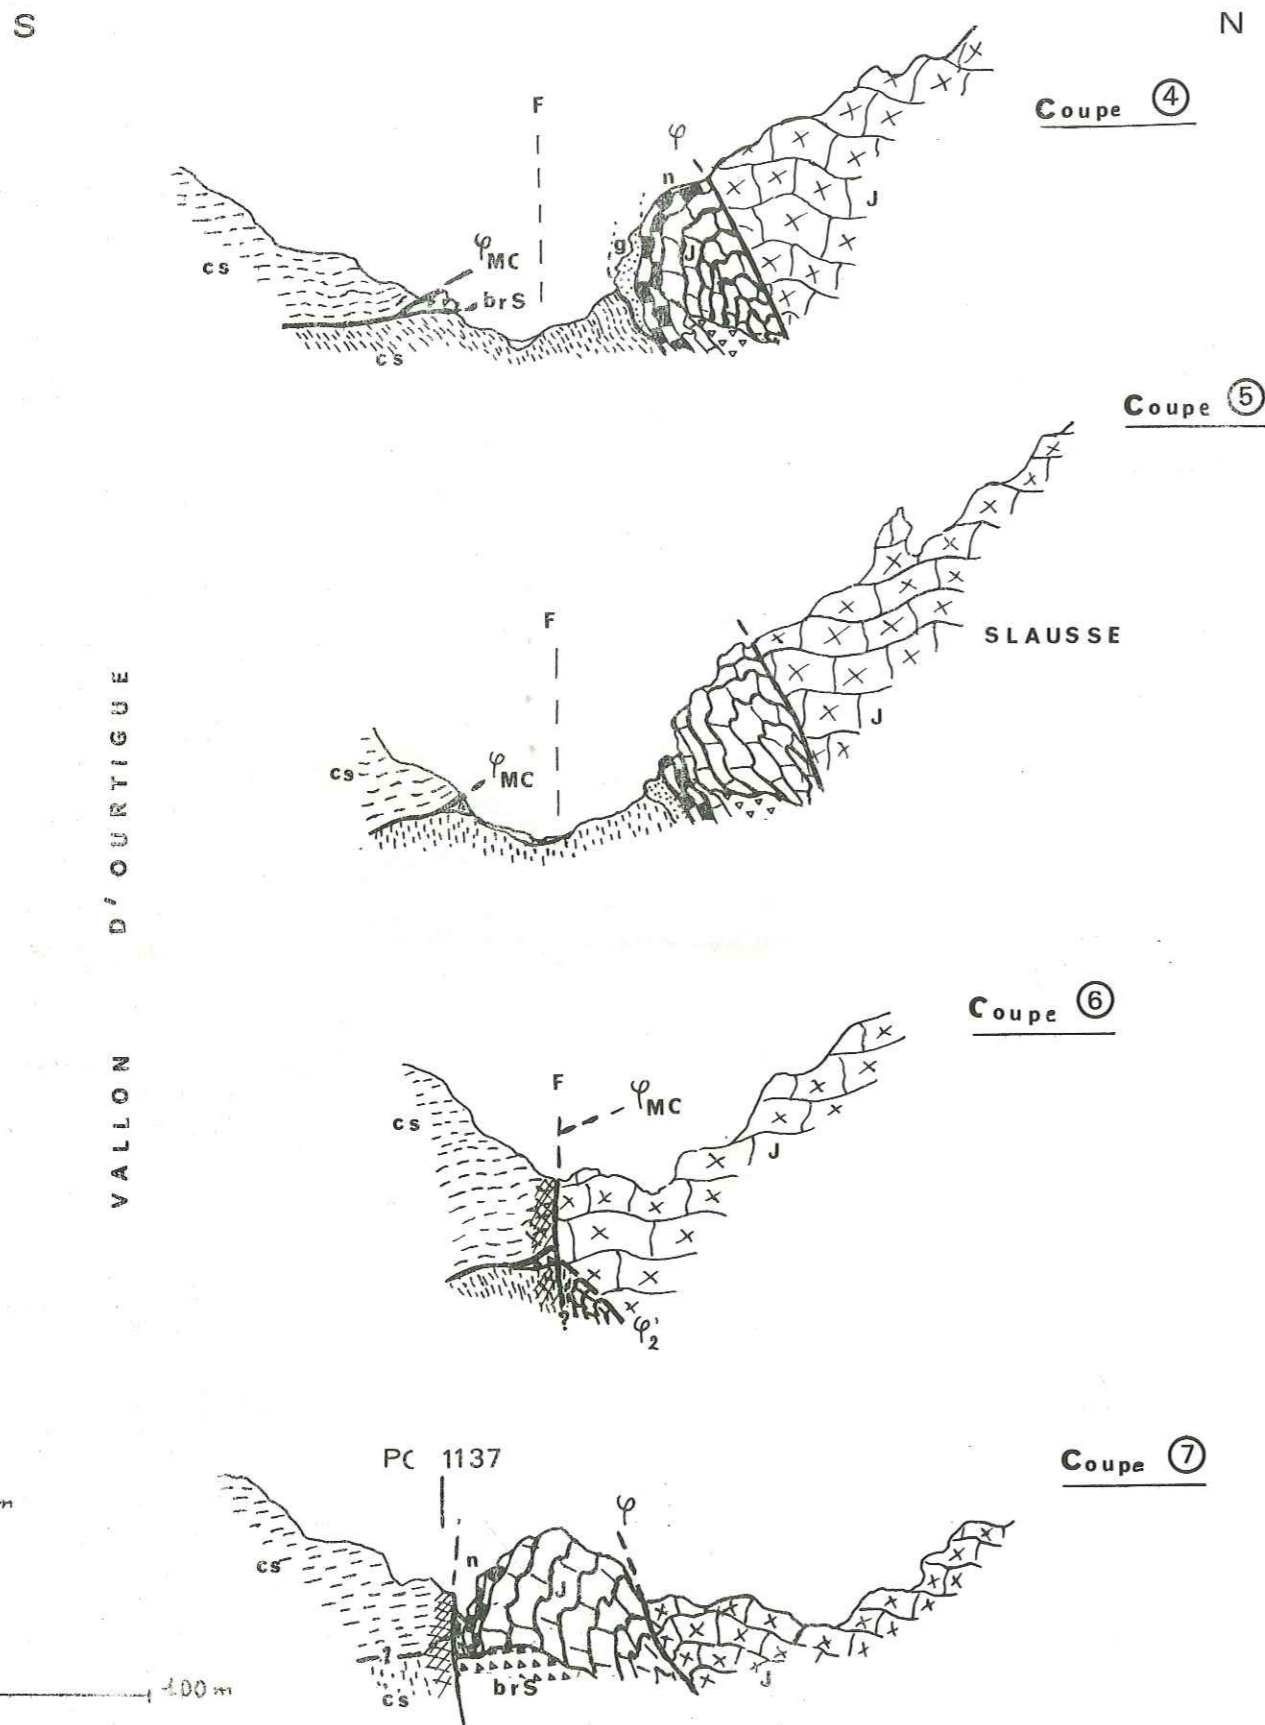 S
N
Coupe 4
F
φ
n
J
g
J
cs
φMC
brS
cs
Coupe 5
F
SLAUSSE
J
cs
φMC
VALLON D'OURTIGUE
Coupe 6
F
φMC
cs
J
?
φ'2
Coupe 7
PC 1137
φ
cs
n
J
?
cs
brS
J
m
100 m